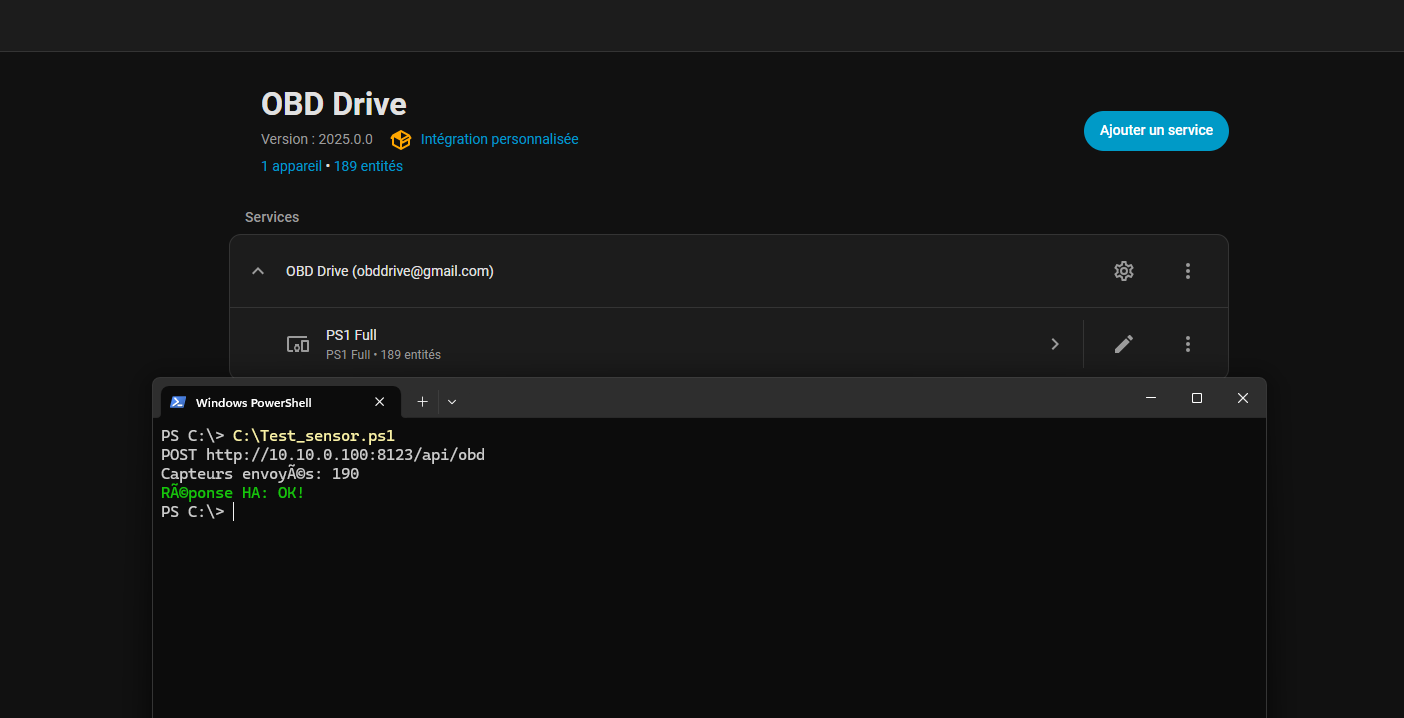 OBD Drive
Version : 2025.0.0 Intégration personnalisée
Ajouter un service
1 appareil • 189 entités
Services
OBD Drive (obddrive@gmail.com)
PS1 Full
PS1 Full • 189 entités
Windows PowerShell
PS C:\> C:\Test_sensor.ps1
POST http://10.10.0.100:8123/api/obd
Capteurs envoyÃ©s: 190
RÃ©ponse HA: OK!
PS C:\>